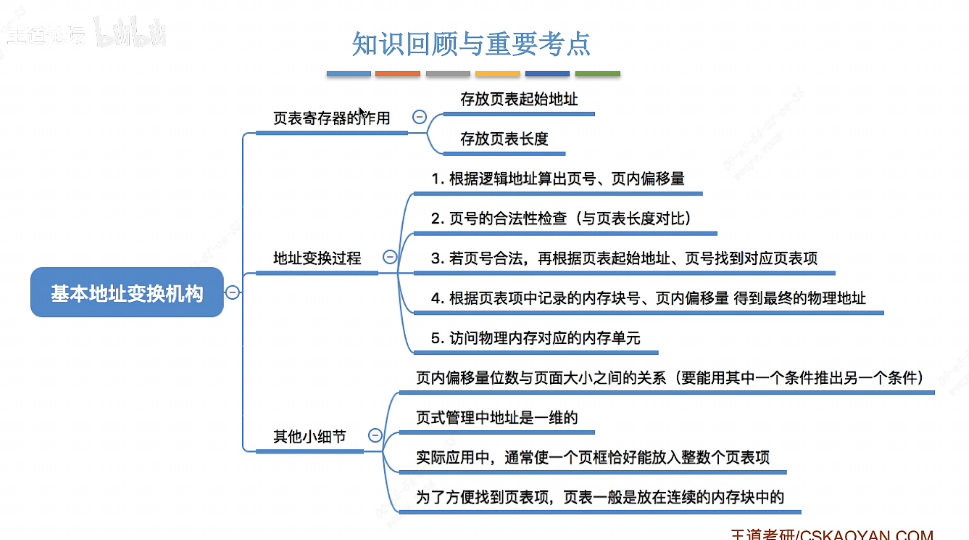 bilibili
知识回顾与重要考点
基本地址变换机构
页表寄存器的作用
存放页表起始地址
存放页表长度
地址变换过程
1. 根据逻辑地址算出页号、页内偏移量
2. 页号的合法性检查（与页表长度对比）
3. 若页号合法，再根据页表起始地址、页号找到对应页表项
4. 根据页表项中记录的内存块号、页内偏移量 得到最终的物理地址
5. 访问物理内存对应的内存单元
其他小细节
页内偏移量位数与页面大小之间的关系（要能用其中一个条件推出另一个条件）
页式管理中地址是一维的
实际应用中，通常使一个页框恰好能放入整数个页表项
为了方便找到页表项，页表一般是放在连续的内存块中的
王道考研/CSKAOYAN.COM